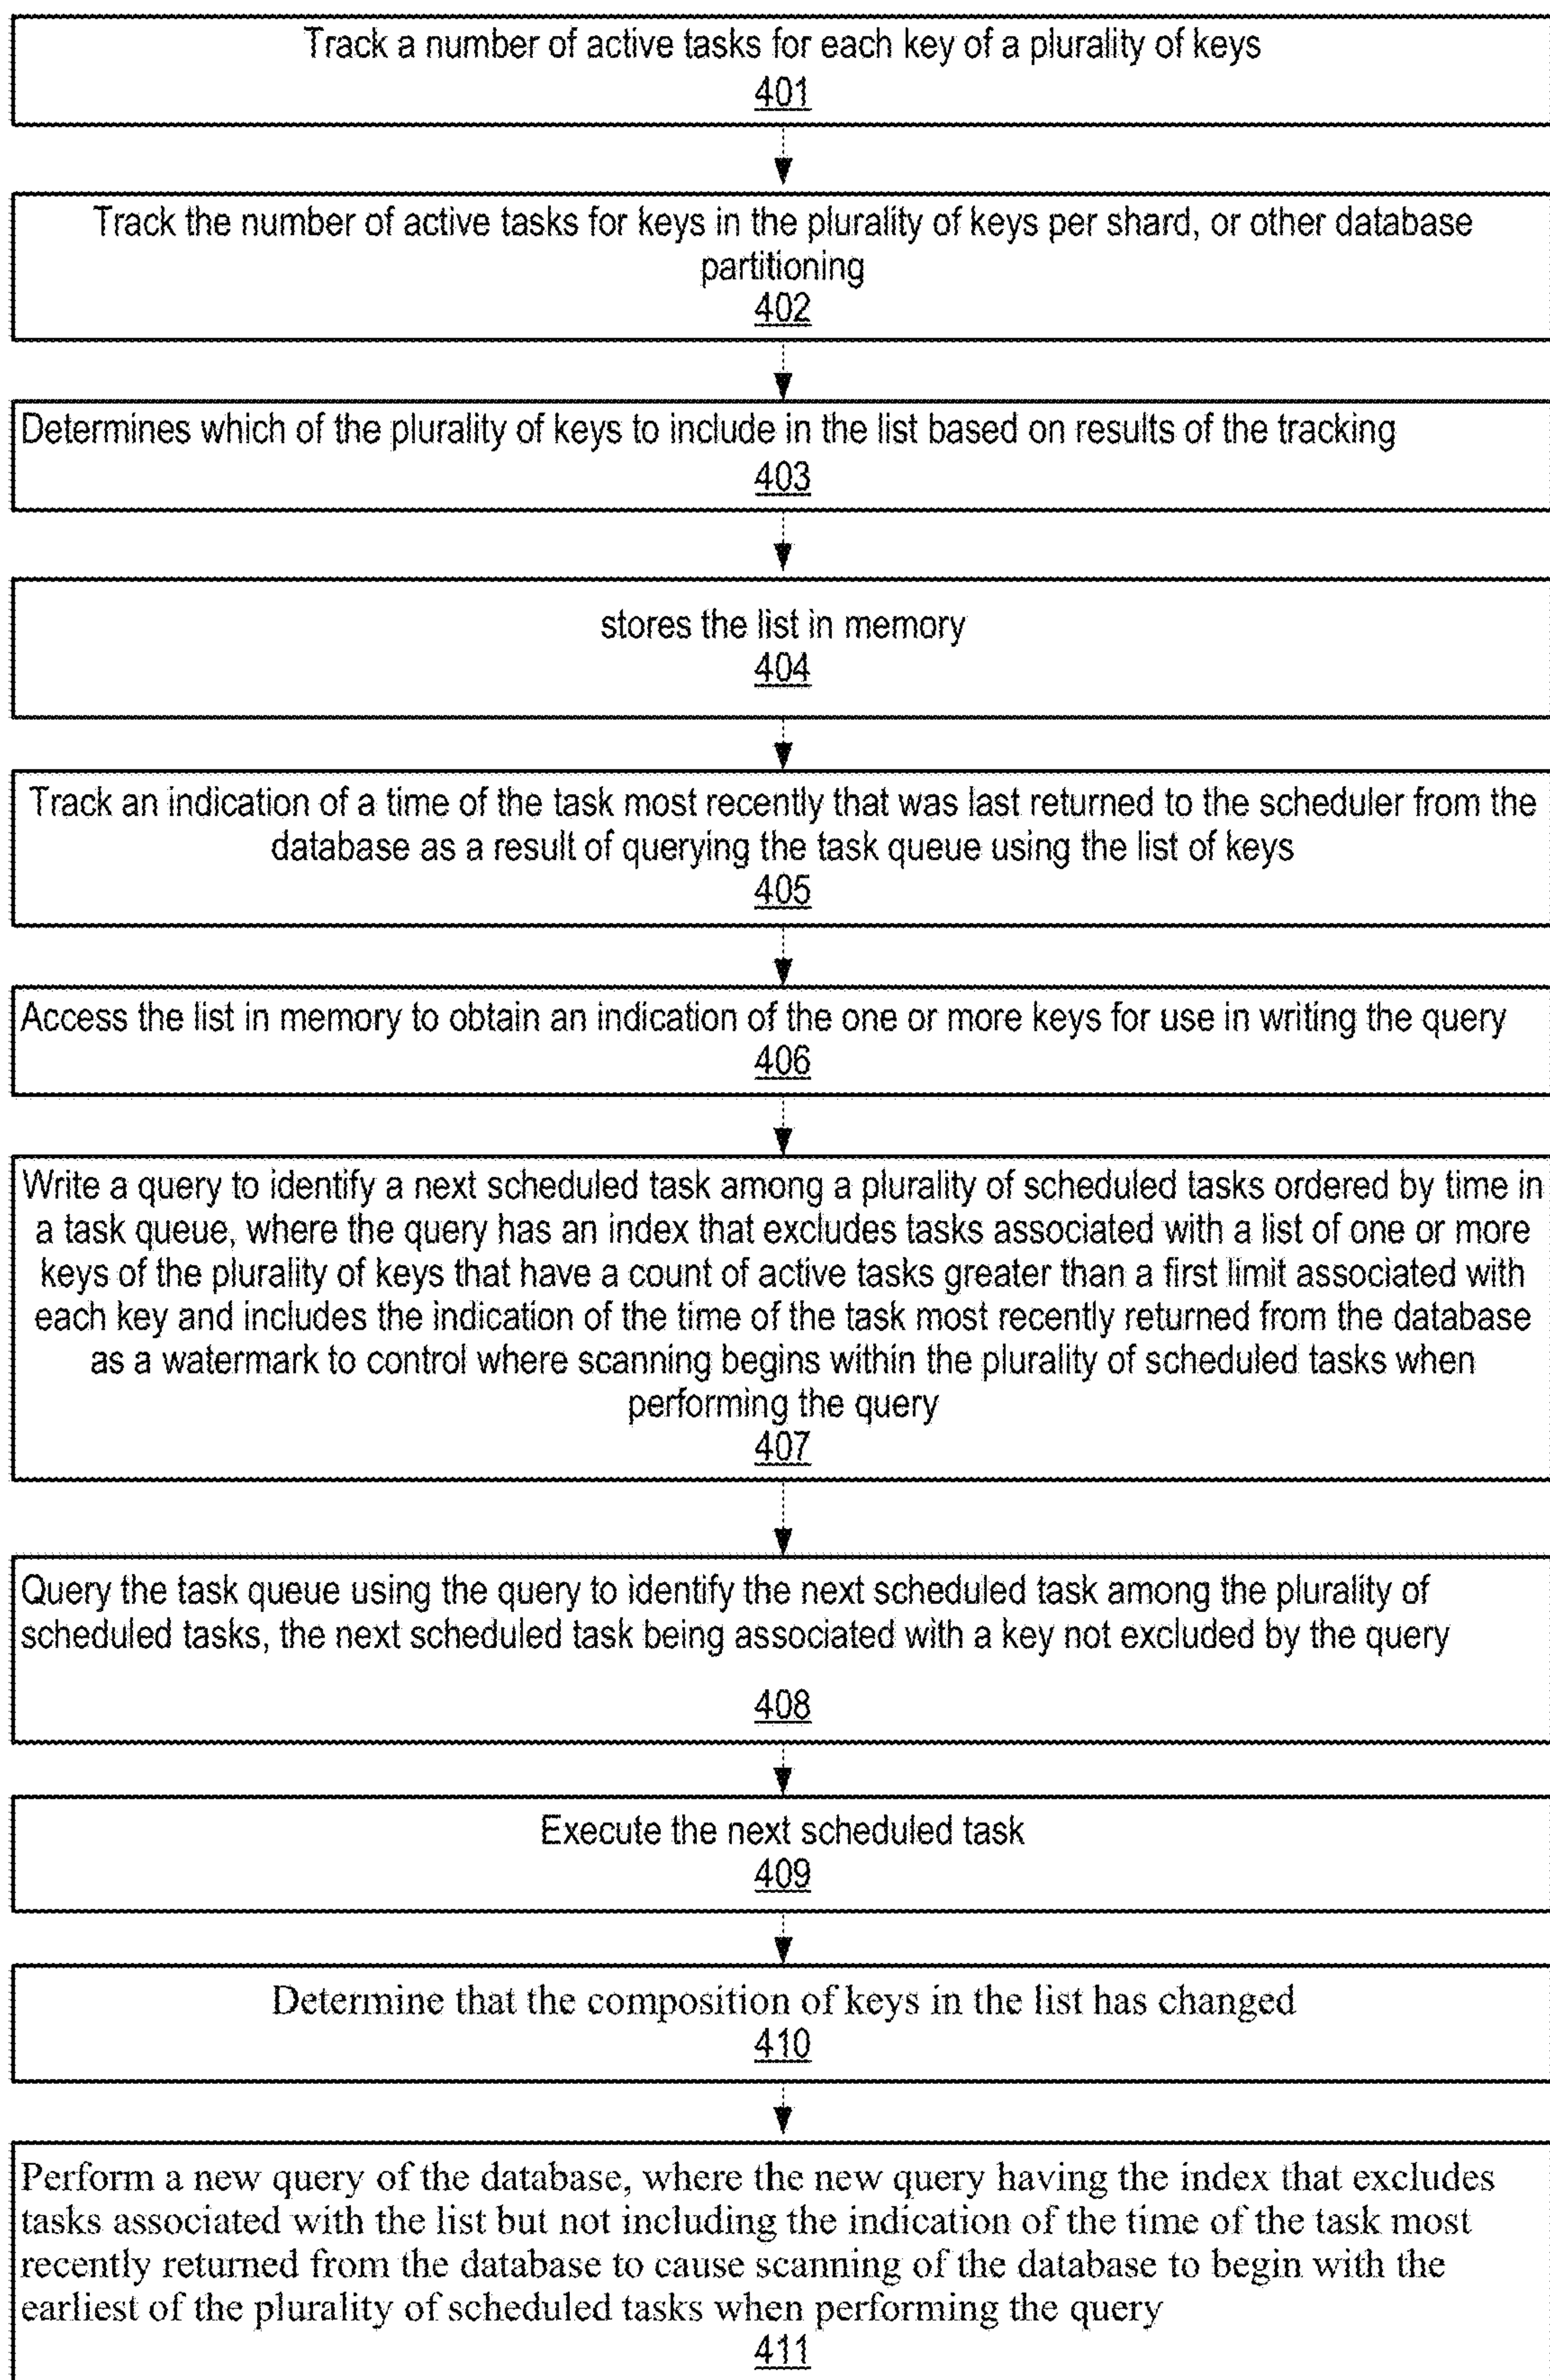 Track a number of active tasks for each key of a plurality of keys
401
Track the number of active tasks for keys in the plurality of keys per shard, or other database
partitioning
402
Determines which of the plurality of keys to include in the list based on results of the tracking
403
stores the list in memory
404
Track an indication of a time of the task most recently that was last returned to the scheduler from the
database as a result of querying the task queue using the list of keys
405
Access the list in memory to obtain an indication of the one or more keys for use in writing the query
406
Write a query to identify a next scheduled task among a plurality of scheduled tasks ordered by time in
a task queue, where the query has an index that excludes tasks associated with a list of one or more
keys of the plurality of keys that have a count of active tasks greater than a first limit associated with
each key and includes the indication of the time of the task most recently returned from the database
as a watermark to control where scanning begins within the plurality of scheduled tasks when
performing the query
407
Query the task queue using the query to identify the next scheduled task among the plurality of
scheduled tasks, the next scheduled task being associated with a key not excluded by the query
408
Execute the next scheduled task
409
Determine that the composition of keys in the list has changed
410
Perform a new query of the database, where the new query having the index that excludes
tasks associated with the list but not including the indication of the time of the task most
recently returned from the database to cause scanning of the database to begin with the
earliest of the plurality of scheduled tasks when performing the query
411